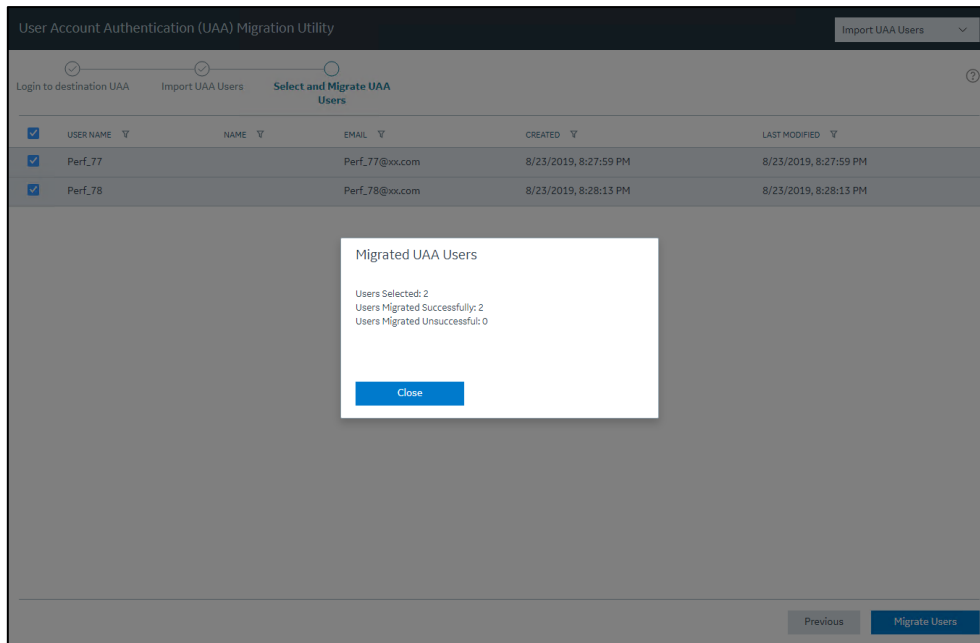 User Account Authentication (UAA) Migration Utility
Import UAA Users
Login to destination UAA
Import UAA Users
Select and Migrate UAA
Users
?
USER NAME NAME EMAIL CREATED LAST MODIFIED
Perf_77 Perf_77@xx.com 8/23/2019, 8:27:59 PM 8/23/2019, 8:27:59 PM
Perf_78 Perf_78@xx.com 8/23/2019, 8:28:13 PM 8/23/2019, 8:28:13 PM
Migrated UAA Users
Users Selected: 2
Users Migrated Successfully: 2
Users Migrated Unsuccessful: 0
Close
Previous
Migrate Users